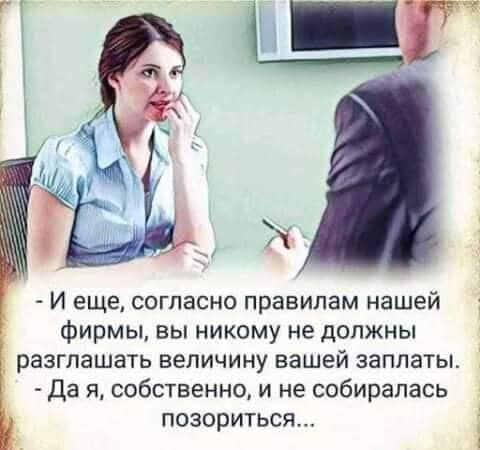 - И еще, согласно правилам нашей
фирмы, вы никому не должны
разглашать величину вашей заплаты.
- Да я, собственно, и не собиралась
позориться...